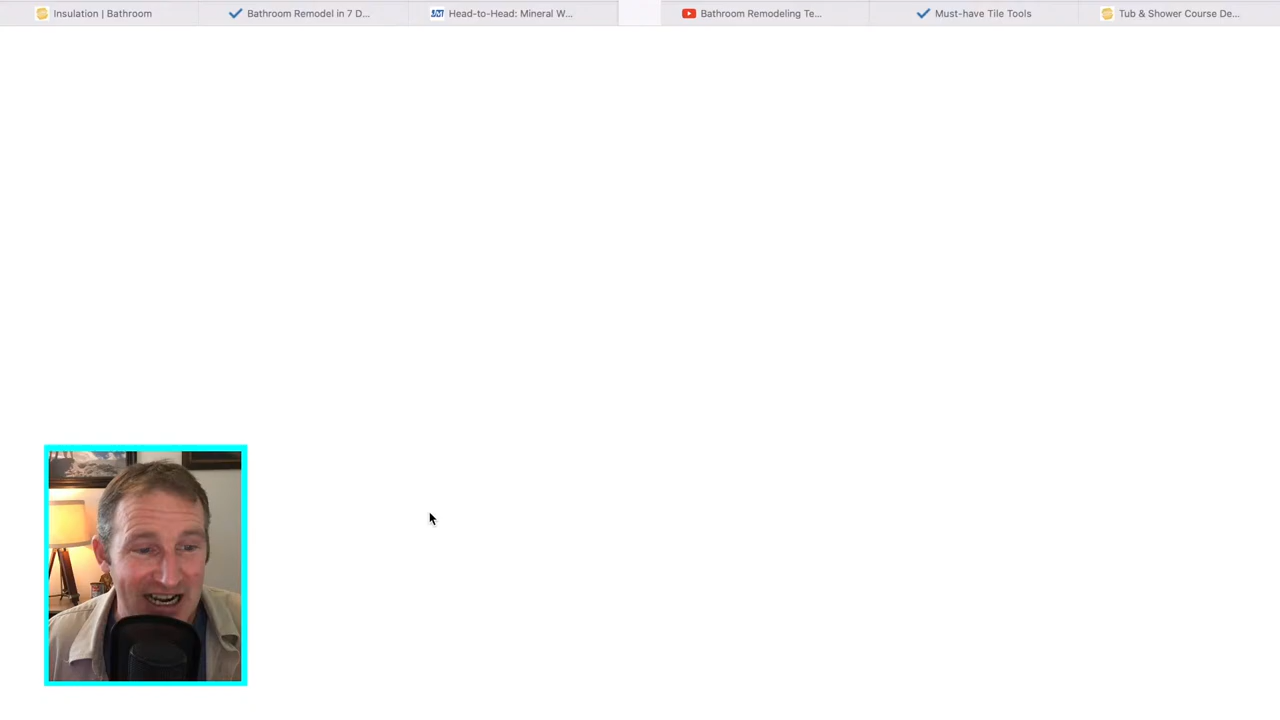 Insulation | Bathroom
Bathroom Remodel in 7 D...
Head-to-Head: Mineral W...
Bathroom Remodeling Te...
Must-have Tile Tools
Tub & Shower Course De...